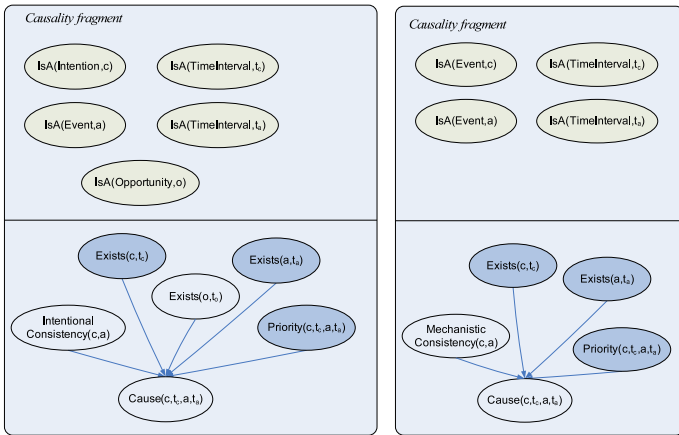 Causality fragment
IsA(Intention,c)
IsA(TimeInterval,tc)
IsA(Event,a)
IsA(TimeInterval,ta)
IsA(Opportunity,o)
Exists(c,tc)
Exists(a,ta)
Exists(o,to)
Intentional
Consistency(c,a)
Priority(c,tc,a,ta)
Cause(c,tc,a,ta)
Causality fragment
IsA(Event,c)
IsA(TimeInterval,tc)
IsA(Event,a)
IsA(TimeInterval,ta)
Exists(c,tc)
Exists(a,ta)
Mechanistic
Consistency(c,a)
Priority(c,tc,a,ta)
Cause(c,tc,a,ta)